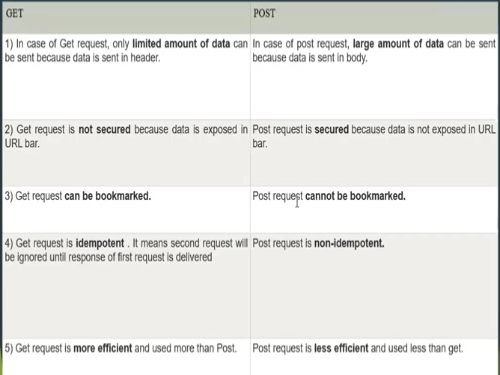 GET POST
1) In case of Get request, only limited amount of data can
be sent because data is sent in header.
In case of post request, large amount of data can be sent
because data is sent in body.
2) Get request is not secured because data is exposed in
URL bar.
Post request is secured because data is not exposed in URL
bar.
3) Get request can be bookmarked.
Post request cannot be bookmarked.
4) Get request is idempotent . It means second request will
be ignored until response of first request is delivered
Post request is non-idempotent.
5) Get request is more efficient and used more than Post.
Post request is less efficient and used less than get.